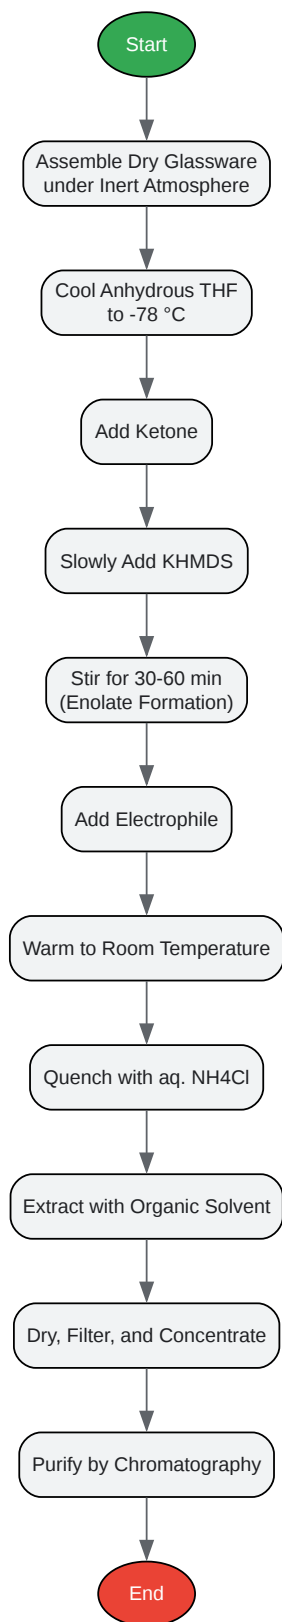 Start
Assemble Dry Glassware
under Inert Atmosphere
Cool Anhydrous THF
to -78 °C
Add Ketone
Slowly Add KHMDS
Stir for 30-60 min
(Enolate Formation)
Add Electrophile
Warm to Room Temperature
Quench with aq. NH4Cl
Extract with Organic Solvent
Dry, Filter, and Concentrate
Purify by Chromatography
End